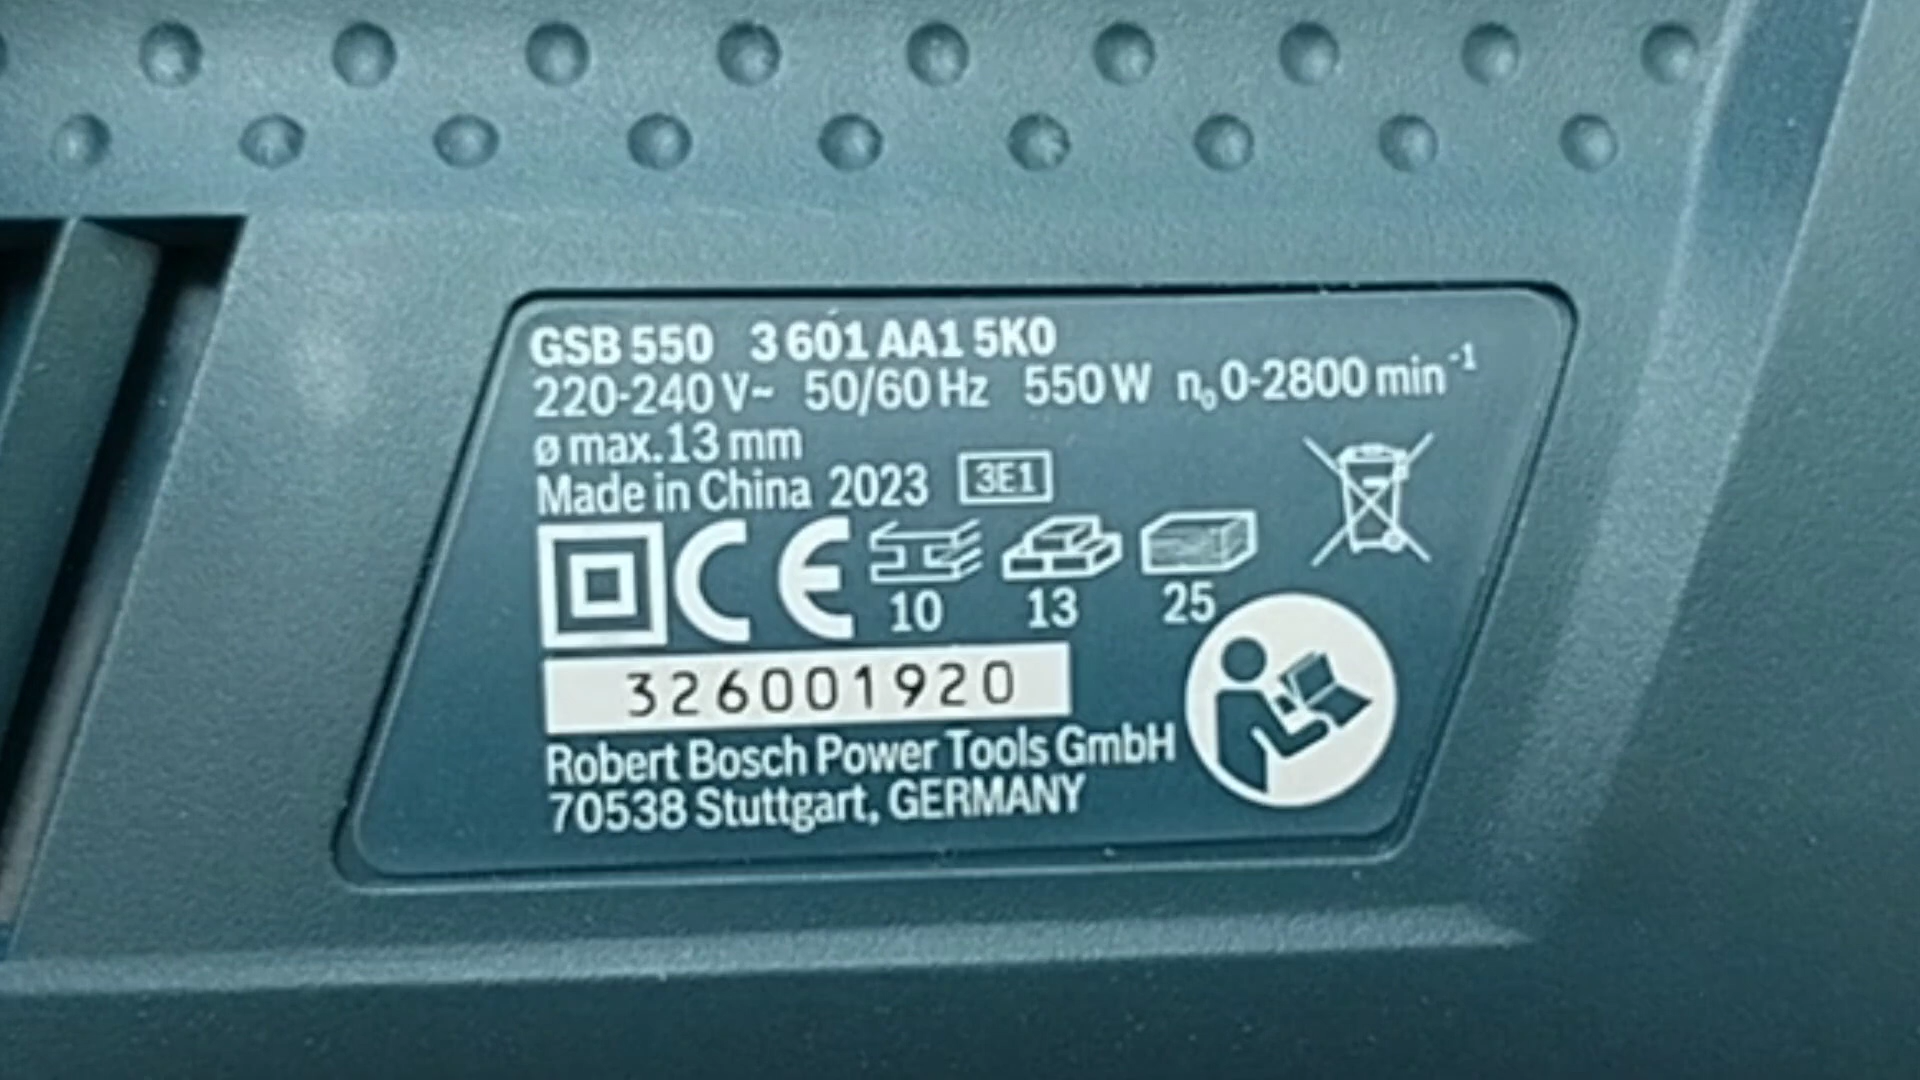 GSB 550 3 601 AA1 5K0
220-240 V~ 50/60 Hz 550 W n₀ 0-2800 min⁻¹
ø max. 13 mm
Made in China 2023 3E1
CE
10 13 25
326001920
Robert Bosch Power Tools GmbH
70538 Stuttgart, GERMANY